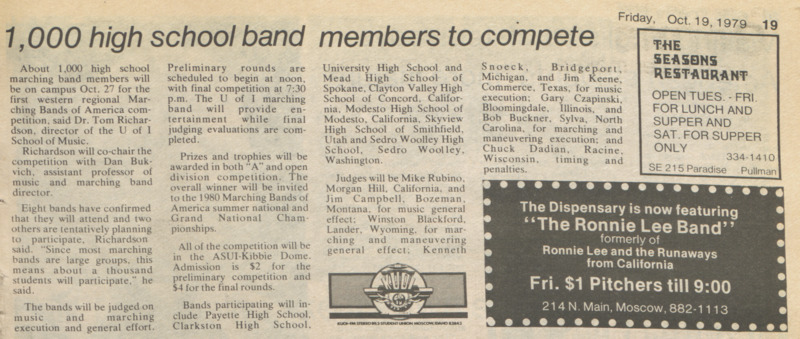 Friday, Oct. 19, 1979 19
1,000 high school band members to compete
About 1,000 high school
marching band members will
be on campus Oct. 27 for the
first western regional Mar-
ching Bands of America com-
petition, said Dr. Tom Richar-
dson, director of the U of I
School of Music.
Richardson will co-chair the
competition with Dan Buk-
vich, assistant professor of
music and marching band
director.
Eight bands have confirmed
that they will attend and two
others are tentatively planning
to participate, Richardson
said. "Since most marching
bands are large groups, this
means about a thousand
students will participate," he
said.
The bands will be judged on
music and marching
execution and general effort.
Preliminary rounds are
scheduled to begin at noon,
with final competition at 7:30
p.m. The U of I marching
band will provide en-
tertainment while final
judging evaluations are com-
pleted.
Prizes and trophies will be
awarded in both "A" and open
division competition. The
overall winner will be invited
to the 1980 Marching Bands of
America summer national and
Grand National Cham-
pionships.
All of the competition will be
in the ASUI-Kibbie Dome.
Admission is $2 for the
preliminary competition and
$4 for the final rounds.
Bands participating will in-
clude Payette High School,
Clarkston High School,
University High School and
Mead High School of
Spokane, Clayton Valley High
School of Concord, Califor-
nia, Modesto High School of
Modesto, California, Skyview
High School of Smithfield,
Utah and Sedro Woolley High
School, Sedro Woolley,
Washington.
Judges will be Mike Rubino,
Morgan Hill, California, and
Jim Campbell, Bozeman,
Montana, for music general
effect; Winston Blackford,
Lander, Wyoming, for mar-
ching and maneuvering
general effect; Kenneth
Snoeck, Bridgeport,
Michigan, and Jim Keene,
Commerce, Texas, for music
execution; Gary Czapinski,
Bloomingdale, Illinois, and
Bob Buckner, Sylva, North
Carolina, for marching and
maneuvering execution; and
Chuck Dadian, Racine,
Wisconsin, timing and
penalties.
KUOI
KUOI-FM STEREO 89.3 STUDENT UNION MOSCOW IDAHO 83843
THE
SEASONS
RESTAURANT
OPEN TUES. - FRI
FOR LUNCH AND
SUPPER AND
SAT. FOR SUPPER
ONLY
334-1410
SE 215 Paradise Pullman
The Dispensary is now featuring
"The Ronnie Lee Band"
formerly of
Ronnie Lee and the Runaways
from California
Fri. $1 Pitchers till 9:00
214 N. Main, Moscow, 882-1113